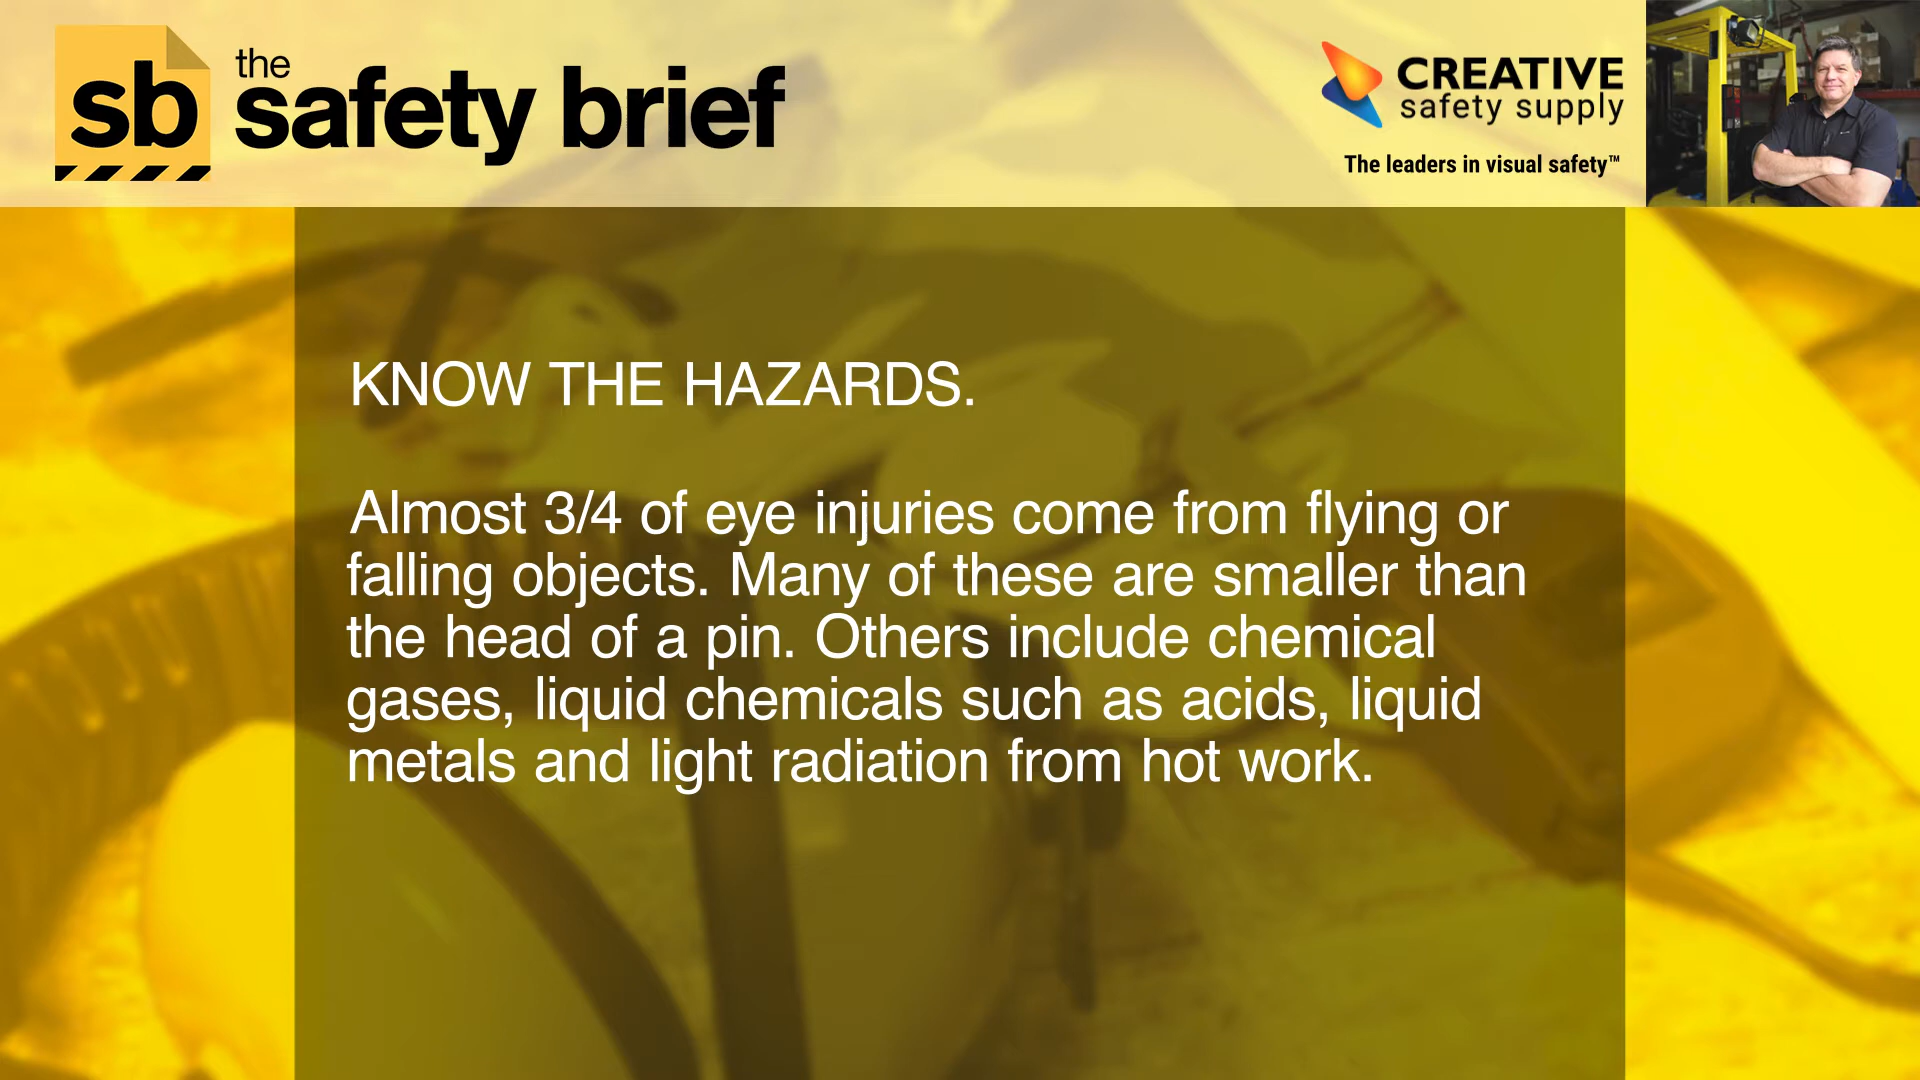 sb
the
safety brief
CREATIVE
safety supply
The leaders in visual safety™
KNOW THE HAZARDS.
Almost 3/4 of eye injuries come from flying or
falling objects. Many of these are smaller than
the head of a pin. Others include chemical
gases, liquid chemicals such as acids, liquid
metals and light radiation from hot work.